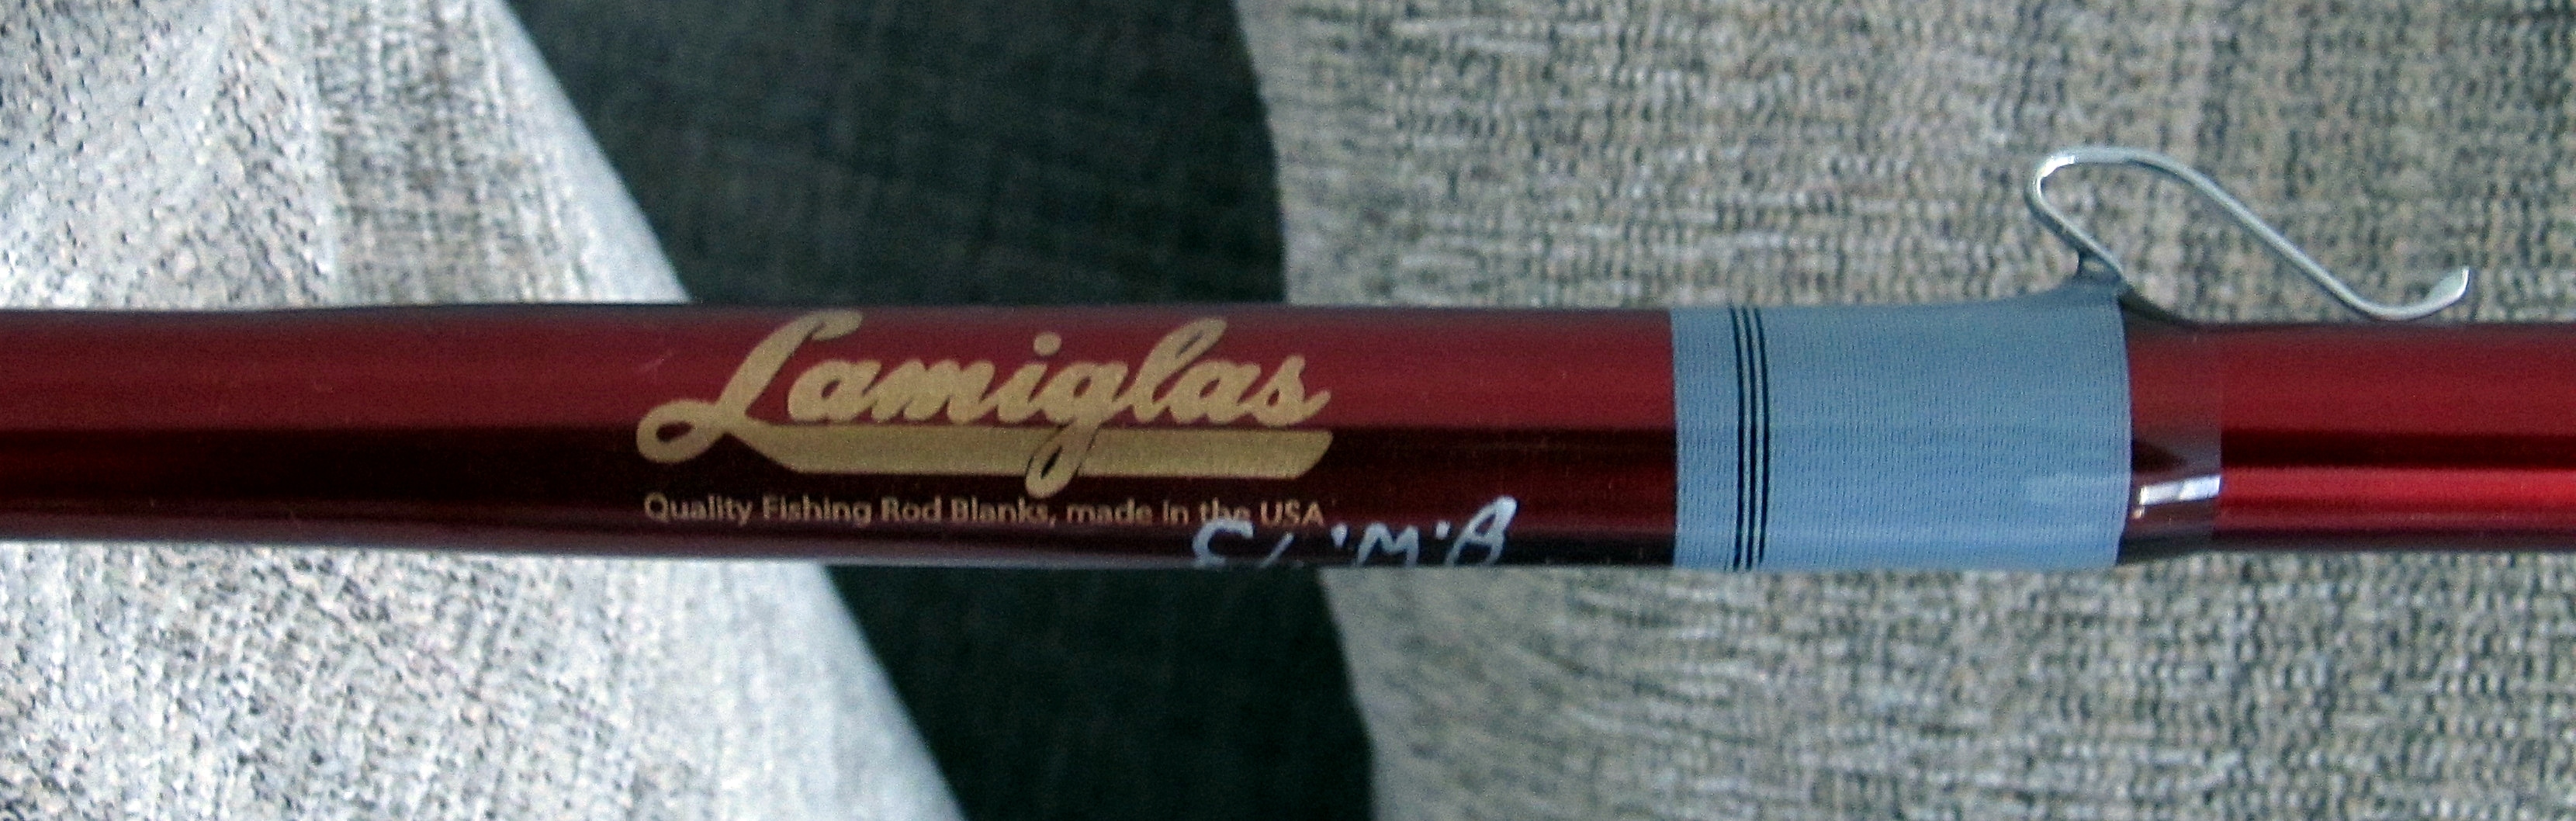 Lamiglas
Quality Fishing Rod Blanks, made in the USA